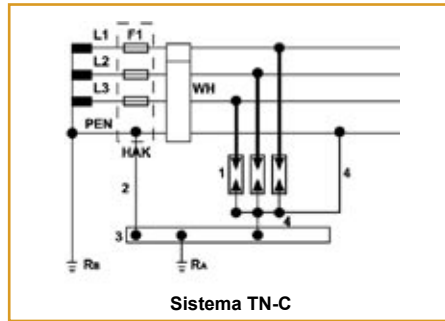 L1 F1
L2
L3 WH
PEN
HAK
1 4
2
4
3
RB RA
Sistema TN-C